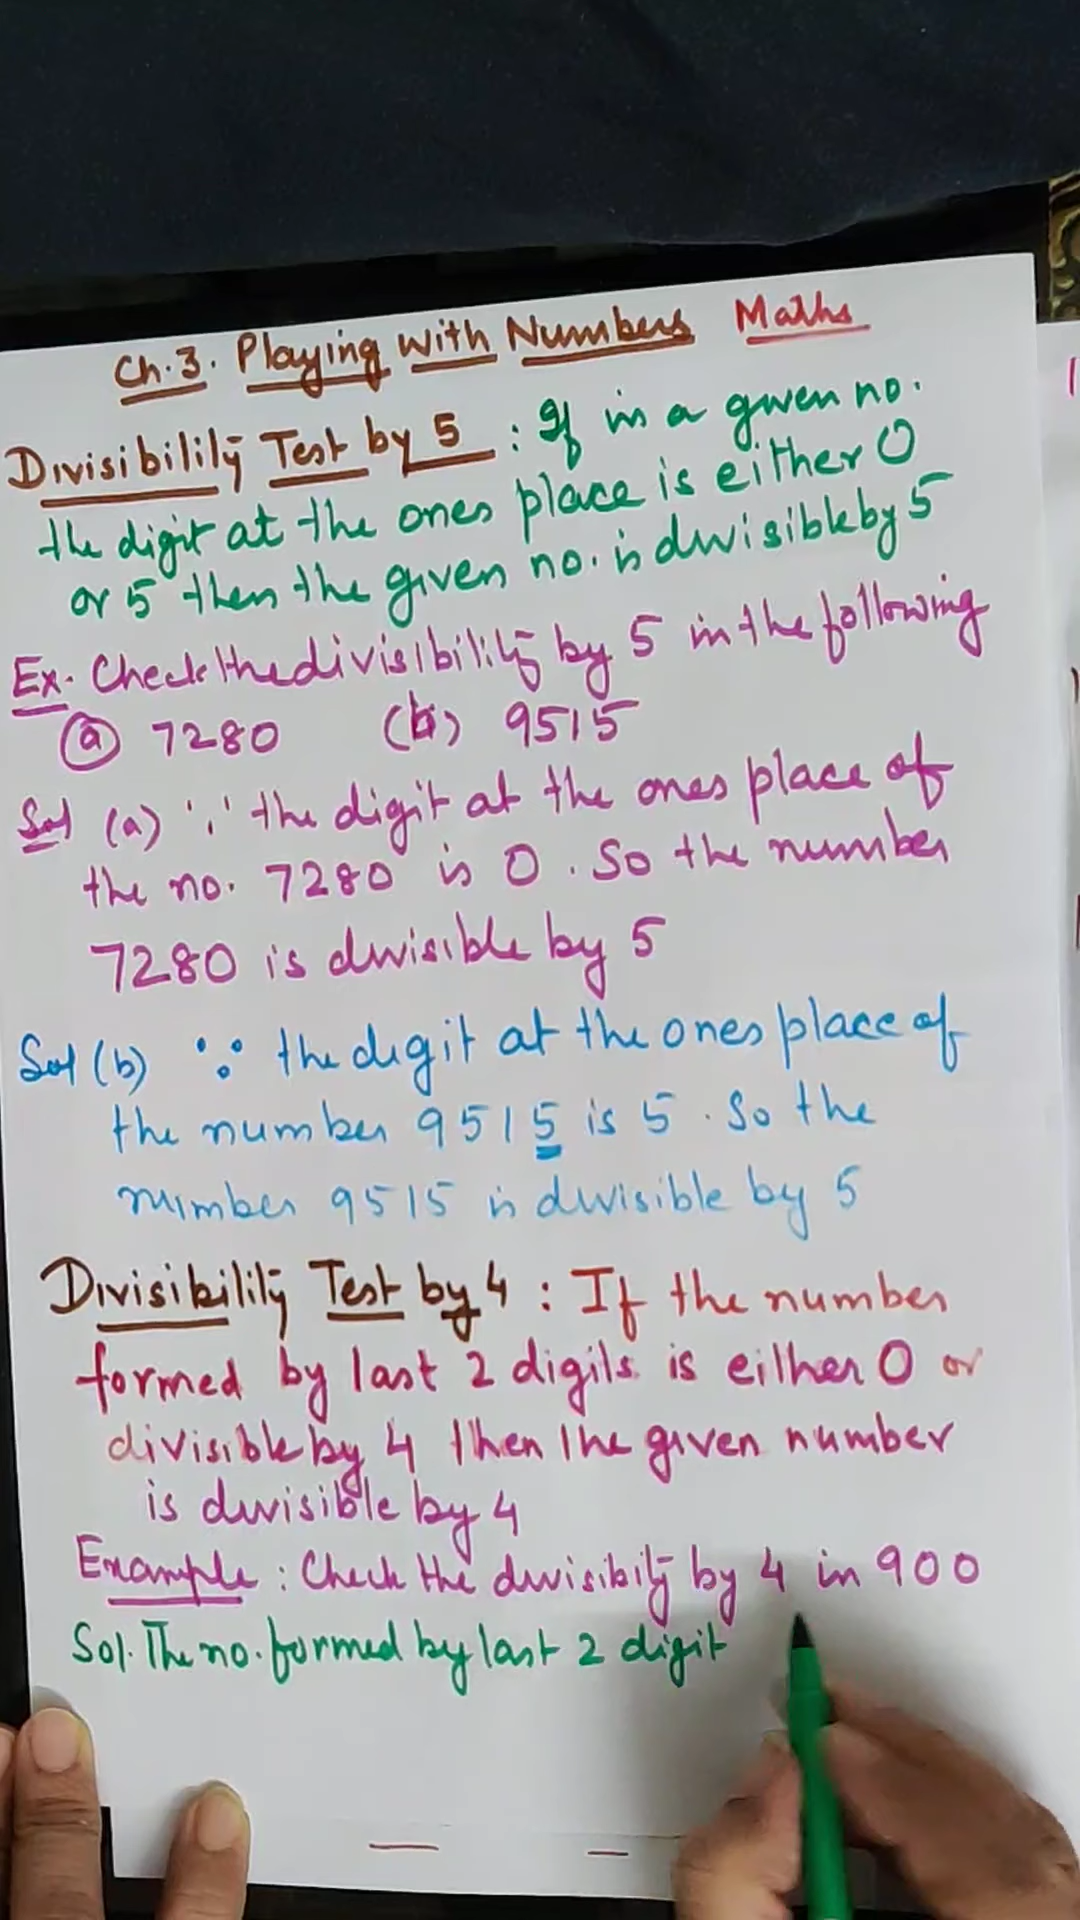 Ch.3. Playing with Numbers Maths
Divisibility Test by 5 : If in a given no.
the digit at the ones place is either 0
or 5 then the given no. is divisible by 5
Ex. Check the divisibility by 5 in the following
(a) 7280 (b) 9515
Sol (a) ∵ the digit at the ones place of
the no. 7280 is 0 . So the number
7280 is divisible by 5
Sol (b) ∵ the digit at the ones place of
the number 9515 is 5 . So the
number 9515 is divisible by 5
Divisibility Test by 4 : If the number
formed by last 2 digits is either 0 or
divisible by 4 then the given number
is divisible by 4
Example : Check the divisibity by 4 in 900
Sol. The no. formed by last 2 digit